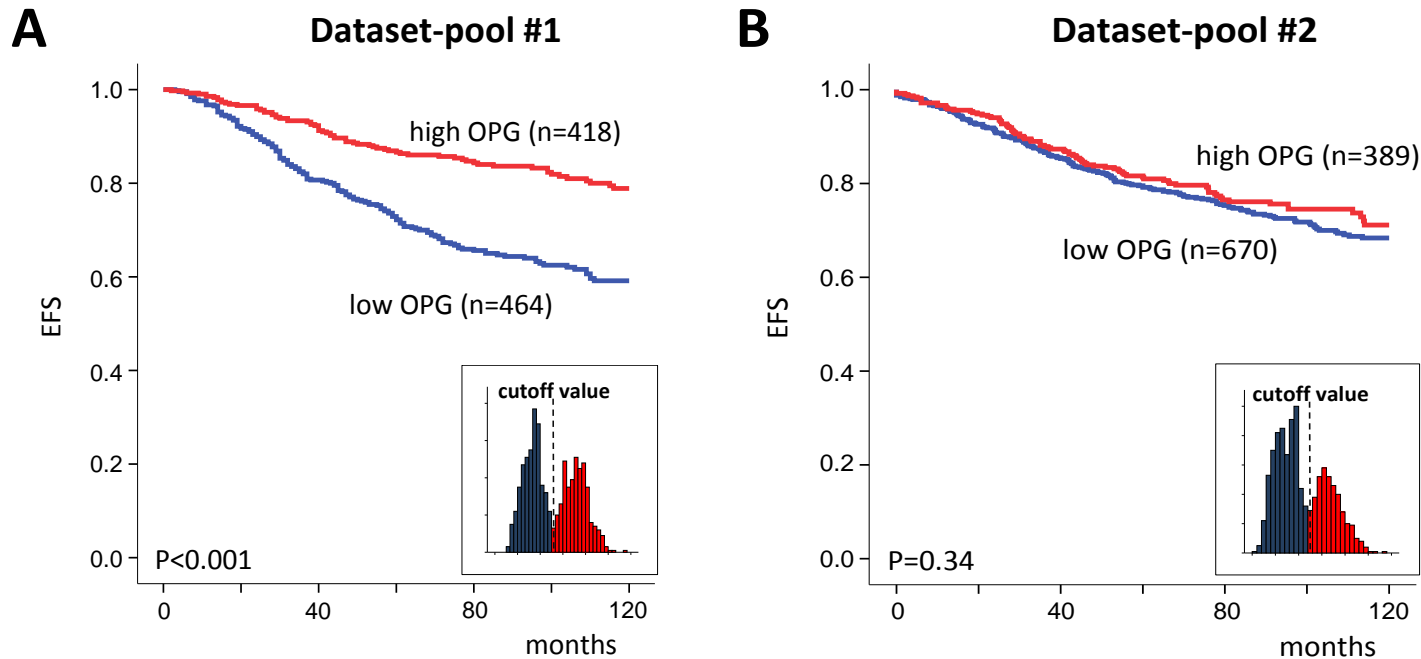 A
Dataset-pool #1
1.0
0.8
0.6
0.4
0.2
0.0
EFS
high OPG (n=418)
low OPG (n=464)
cutoff value
P<0.001
0
40
80
120
months
B
Dataset-pool #2
1.0
0.8
0.6
0.4
0.2
0.0
EFS
high OPG (n=389)
low OPG (n=670)
cutoff value
P=0.34
0
40
80
120
months